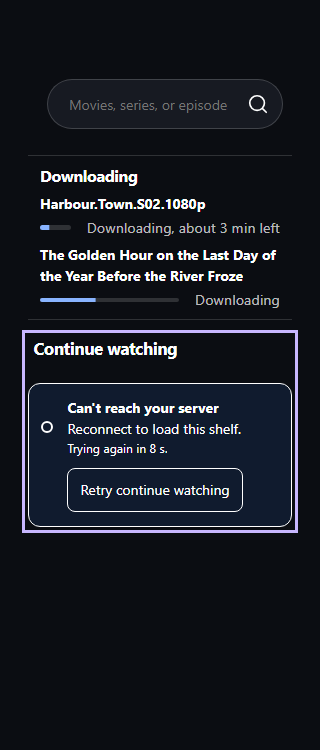 Movies, series, or episode
Downloading
Harbour.Town.S02.1080p
Downloading, about 3 min left
The Golden Hour on the Last Day of
the Year Before the River Froze
Downloading
Continue watching
Can't reach your server
Reconnect to load this shelf.
Trying again in 8 s.
Retry continue watching